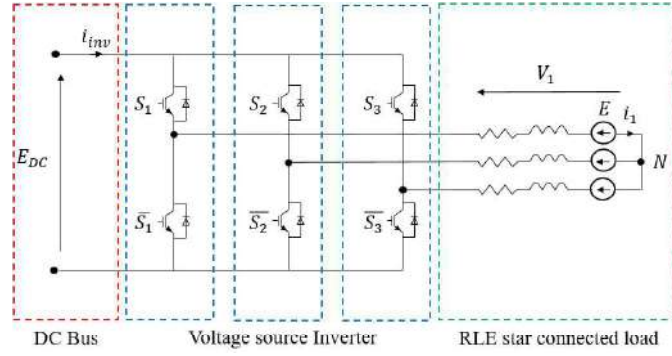 i_inv
V_1
S_1 S_2 S_3
E i_1
E_DC
N
S̅_1 S̅_2 S̅_3
DC Bus Voltage source Inverter RLE star connected load